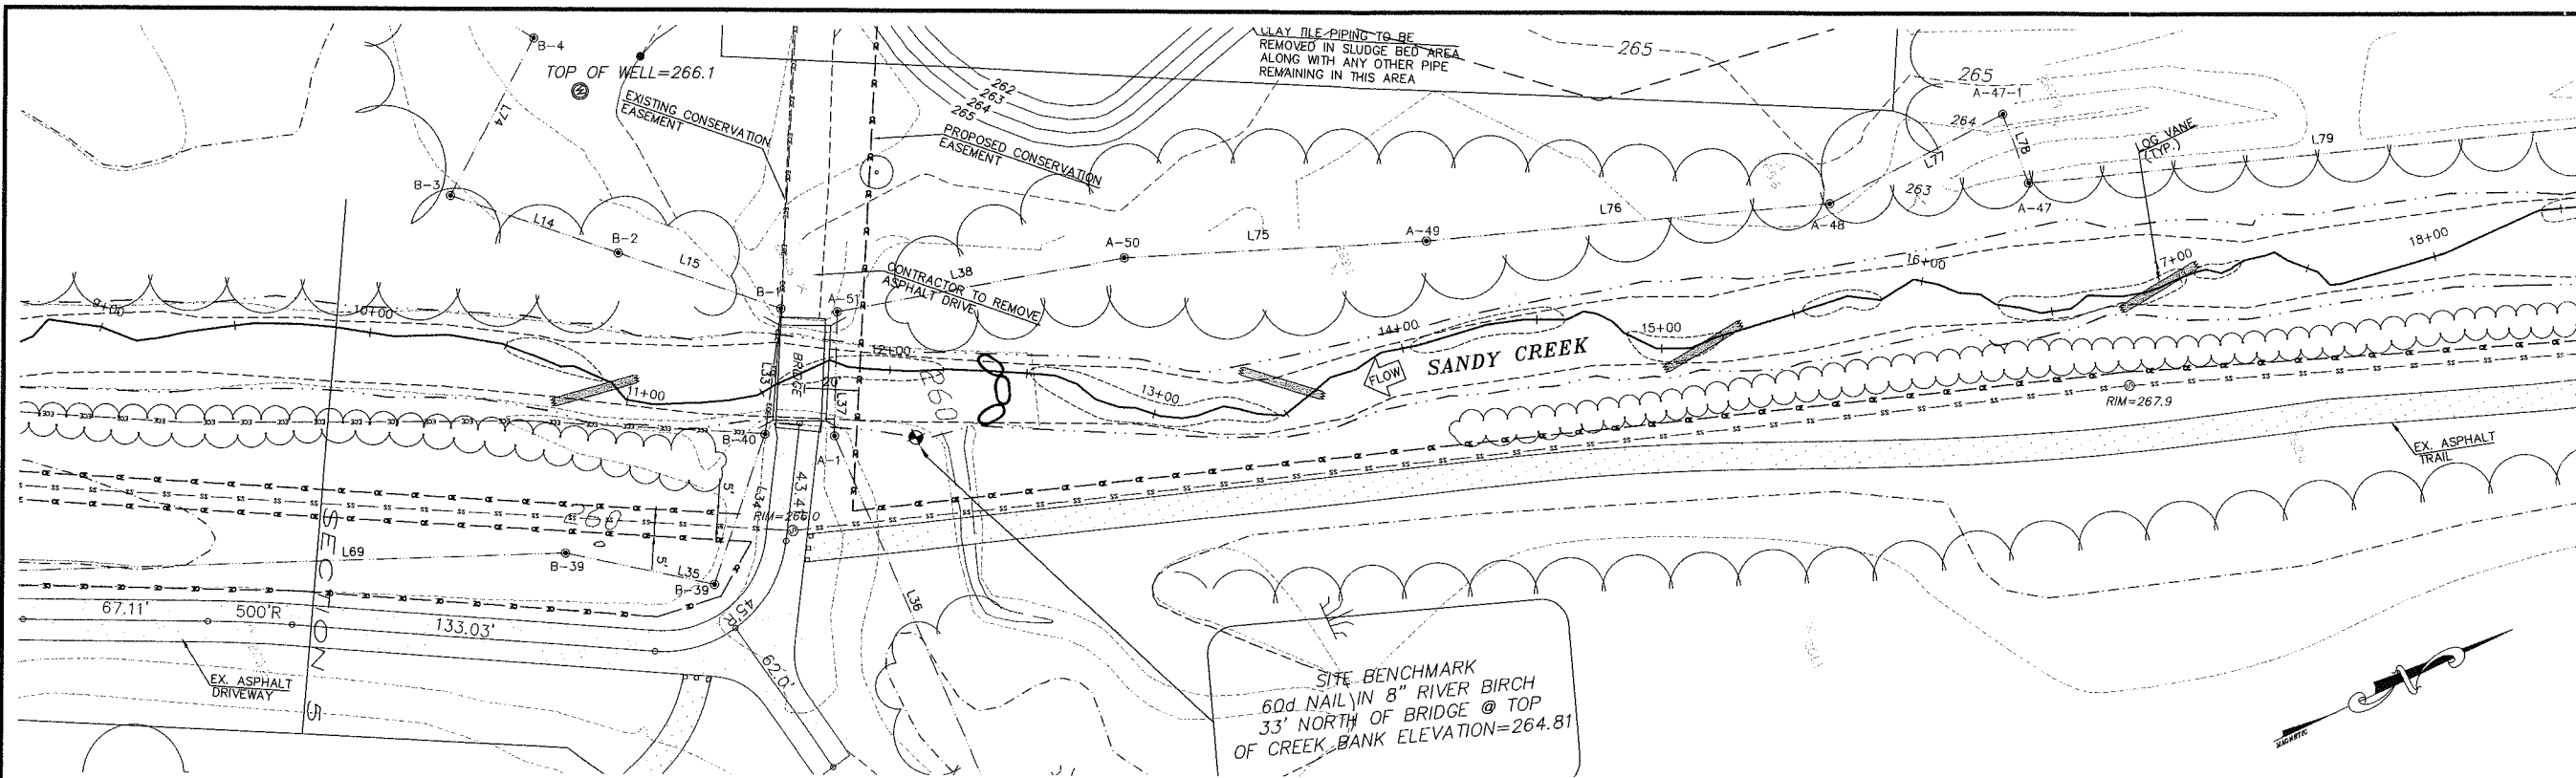 B-4
TOP OF WELL=266.1
W
EXISTING CONSERVATION
EASEMENT
L74
B-3
L14
B-2
L15
B-1
262
263
264
265
PROPOSED CONSERVATION
EASEMENT
CLAY TILE PIPING TO BE
REMOVED IN SLUDGE BED AREA
ALONG WITH ANY OTHER PIPE
REMAINING IN THIS AREA
265
265
A-47-1
264
L77
L78
263
A-47
LOG VANE
(TYP.)
L79
A-48
L76
A-49
L75
A-50
L38
A-51
CONTRACTOR TO REMOVE
ASPHALT DRIVE
9+00
10+00
11+00
12+00
13+00
14+00
15+00
16+00
17+00
18+00
BRIDGE
L33
20'
L37
260
FLOW
SANDY CREEK
B-40
A-1
L34
43.44'
RIM=266.0
RIM=267.9
EX. ASPHALT
TRAIL
5'
5'
260
L69
B-39
L35
B-39
SECTION 5
67.11'
500'R
133.03'
45'R
62.0'
L36
EX. ASPHALT
DRIVEWAY
SITE BENCHMARK
60d NAIL IN 8" RIVER BIRCH
33' NORTH OF BRIDGE @ TOP
OF CREEK BANK ELEVATION=264.81
N
MAGNETIC